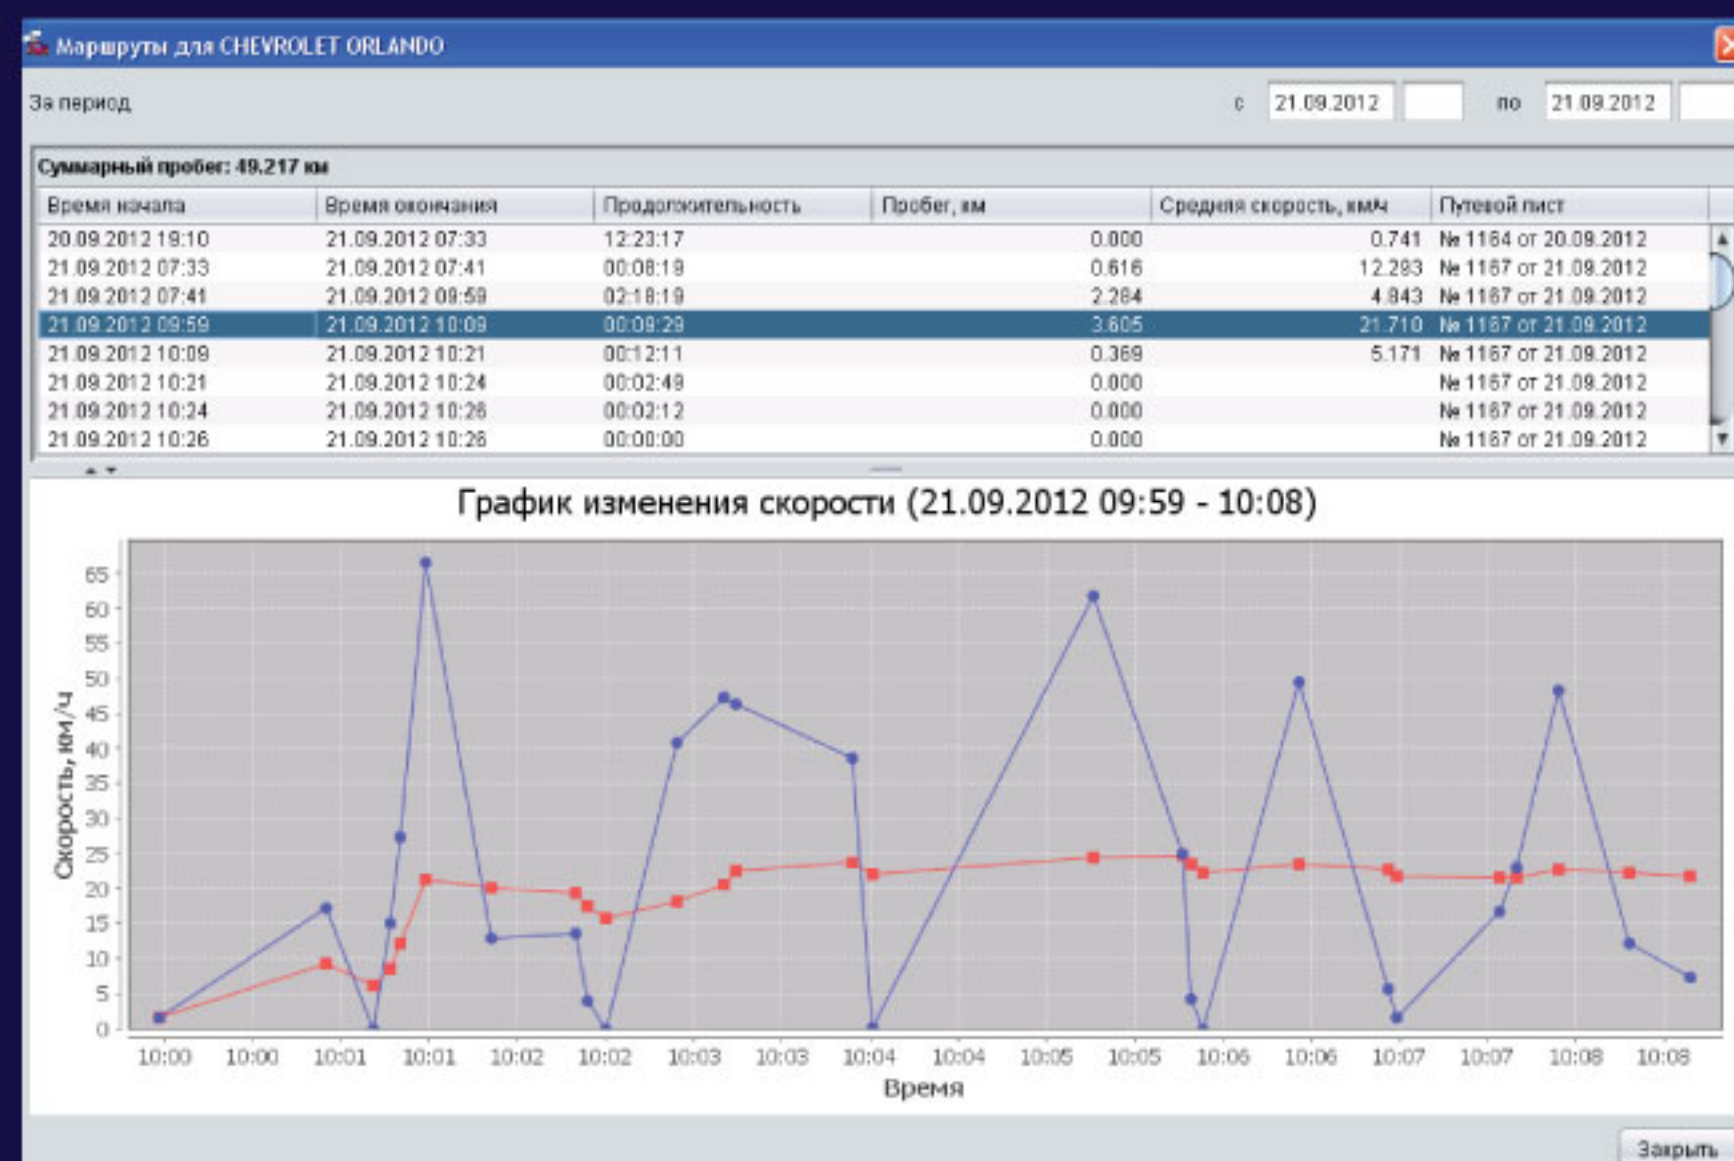 Маршруты для CHEVROLET ORLANDO
За период с 21.09.2012 по 21.09.2012
Суммарный пробег: 49.217 км
Время начала Время окончания Продолжительность Пробег, км Средняя скорость, км/ч Путевой лист
20.09.2012 19:10 21.09.2012 07:33 12:23:17 0.000 0.741 № 1164 от 20.09.2012
21.09.2012 07:33 21.09.2012 07:41 00:08:19 0.616 12.293 № 1167 от 21.09.2012
21.09.2012 07:41 21.09.2012 09:59 02:18:19 2.284 4.843 № 1167 от 21.09.2012
21.09.2012 09:59 21.09.2012 10:09 00:09:29 3.605 21.710 № 1167 от 21.09.2012
21.09.2012 10:09 21.09.2012 10:21 00:12:11 0.369 5.171 № 1167 от 21.09.2012
21.09.2012 10:21 21.09.2012 10:24 00:02:49 0.000 № 1167 от 21.09.2012
21.09.2012 10:24 21.09.2012 10:26 00:02:12 0.000 № 1167 от 21.09.2012
21.09.2012 10:26 21.09.2012 10:26 00:00:00 0.000 № 1167 от 21.09.2012
График изменения скорости (21.09.2012 09:59 - 10:08)
Скорость, км/ч
65
60
55
50
45
40
35
30
25
20
15
10
5
0
10:00 10:00 10:01 10:01 10:02 10:02 10:03 10:03 10:04 10:04 10:05 10:05 10:06 10:06 10:07 10:07 10:08 10:08
Время
Закрыть